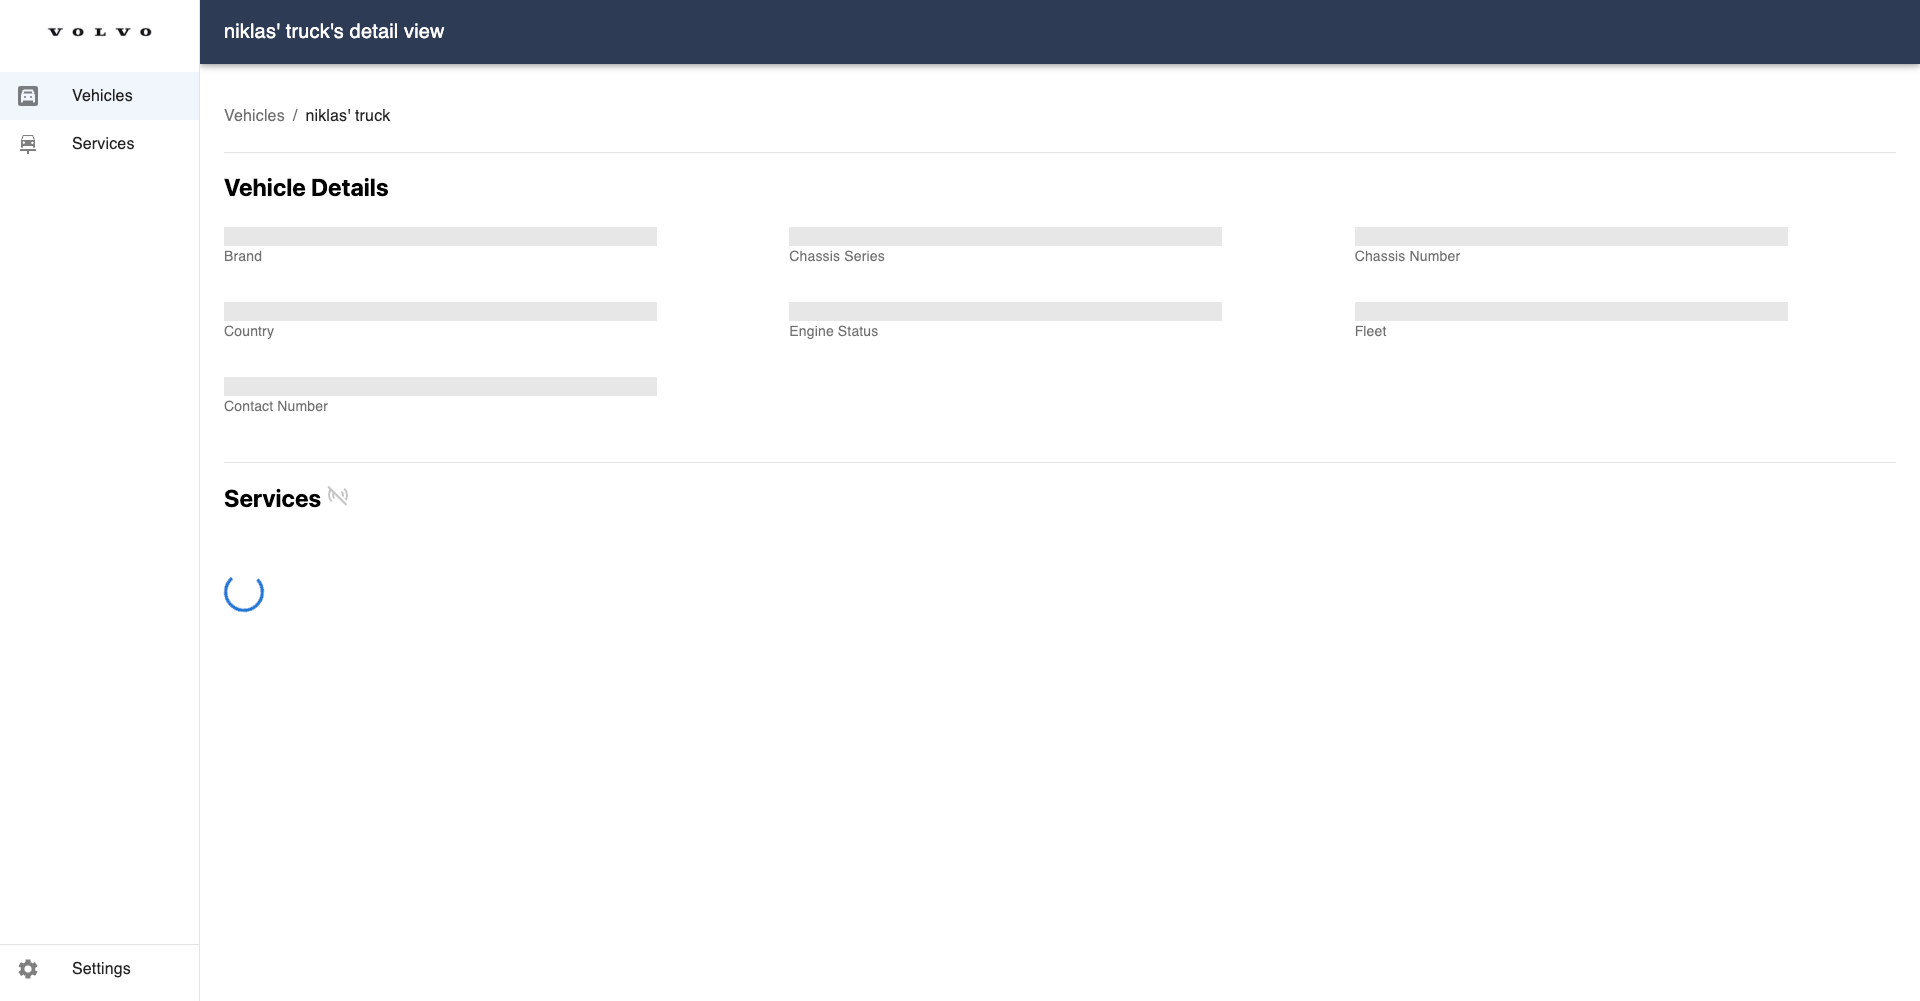 VOLVO
niklas' truck's detail view
Vehicles
Services
Vehicles / niklas' truck
Vehicle Details
Brand
Chassis Series
Chassis Number
Country
Engine Status
Fleet
Contact Number
Services
Settings